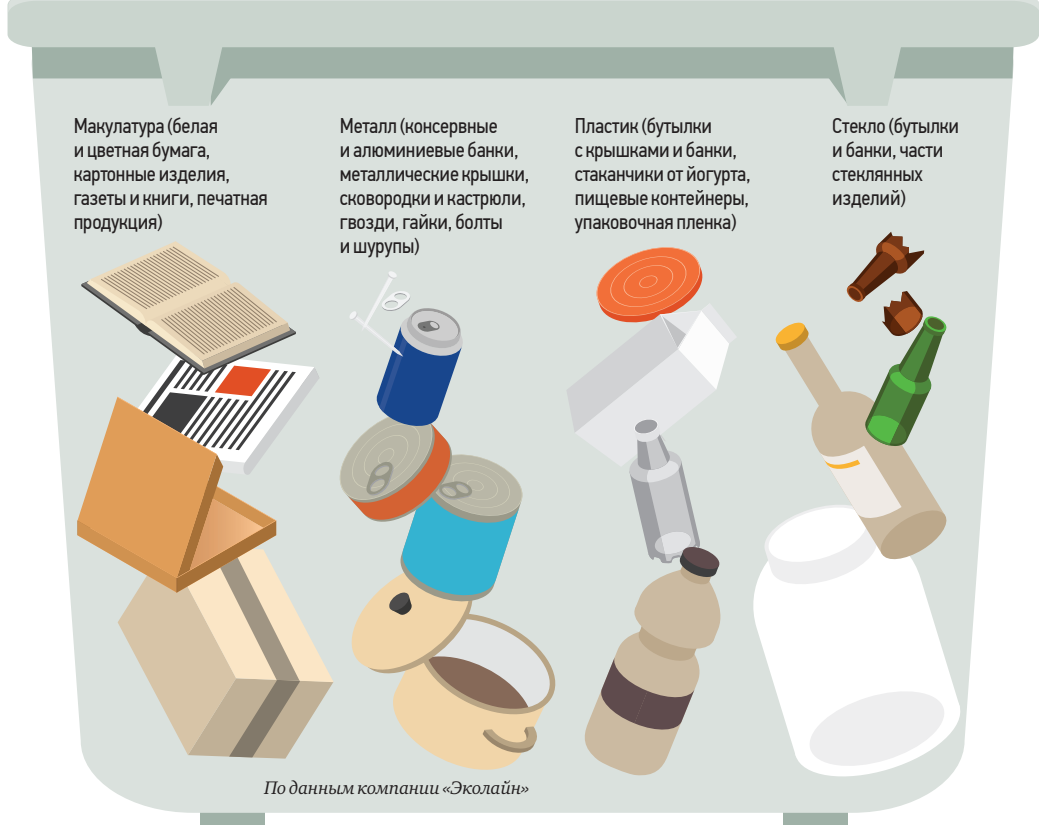 Макулатура (белая
и цветная бумага,
картонные изделия,
газеты и книги, печатная
продукция)
Металл (консервные
и алюминиевые банки,
металлические крышки,
сковородки и кастрюли,
гвозди, гайки, болты
и шурупы)
Пластик (бутылки
с крышками и банки,
стаканчики от йогурта,
пищевые контейнеры,
упаковочная пленка)
Стекло (бутылки
и банки, части
стеклянных
изделий)
По данным компании «Эколайн»